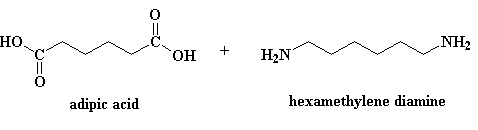 HO C O
C O OH
+
H₂N NH₂
adipic acid
hexamethylene diamine